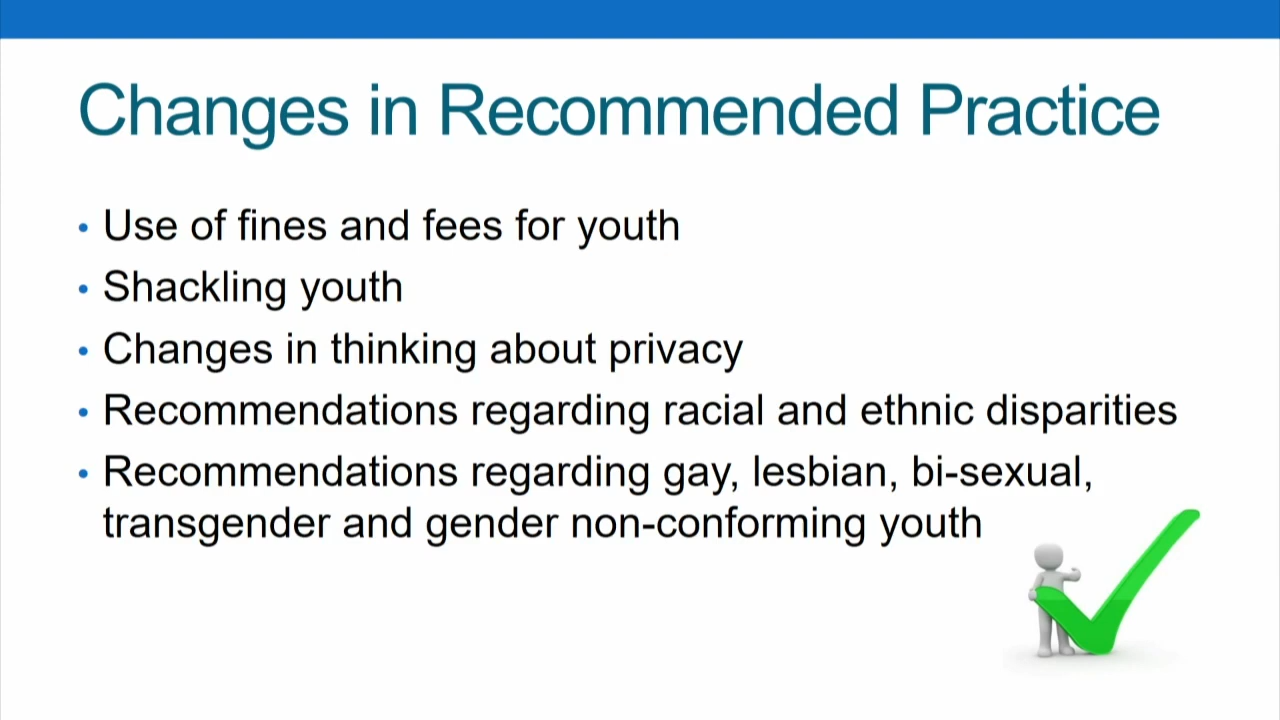 Changes in Recommended Practice
• Use of fines and fees for youth
• Shackling youth
• Changes in thinking about privacy
• Recommendations regarding racial and ethnic disparities
• Recommendations regarding gay, lesbian, bi-sexual,
transgender and gender non-conforming youth